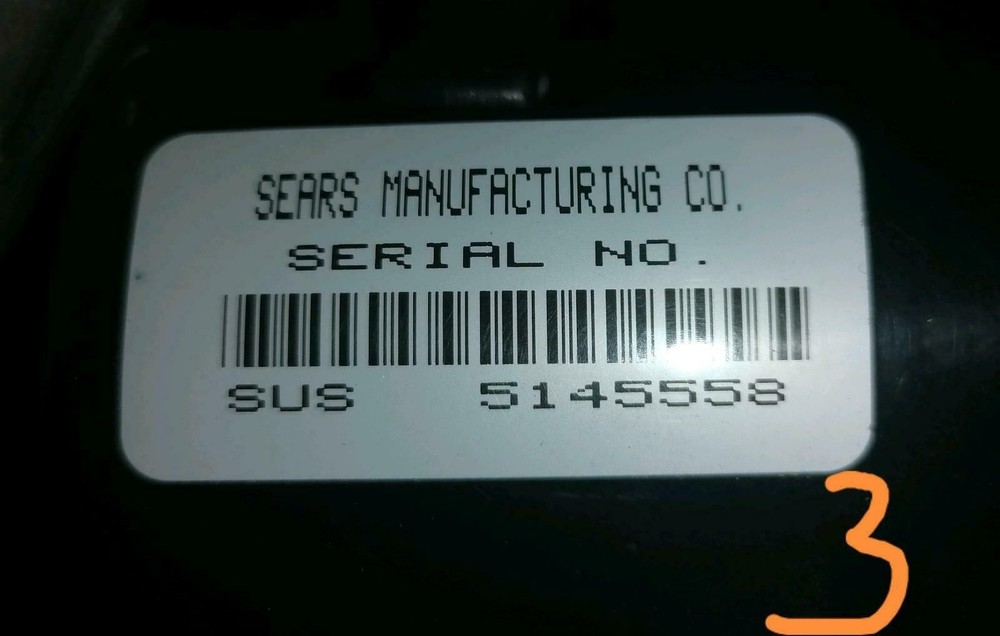 SEARS MANUFACTURING CO.
SERIAL NO.
SUS 5145558
3